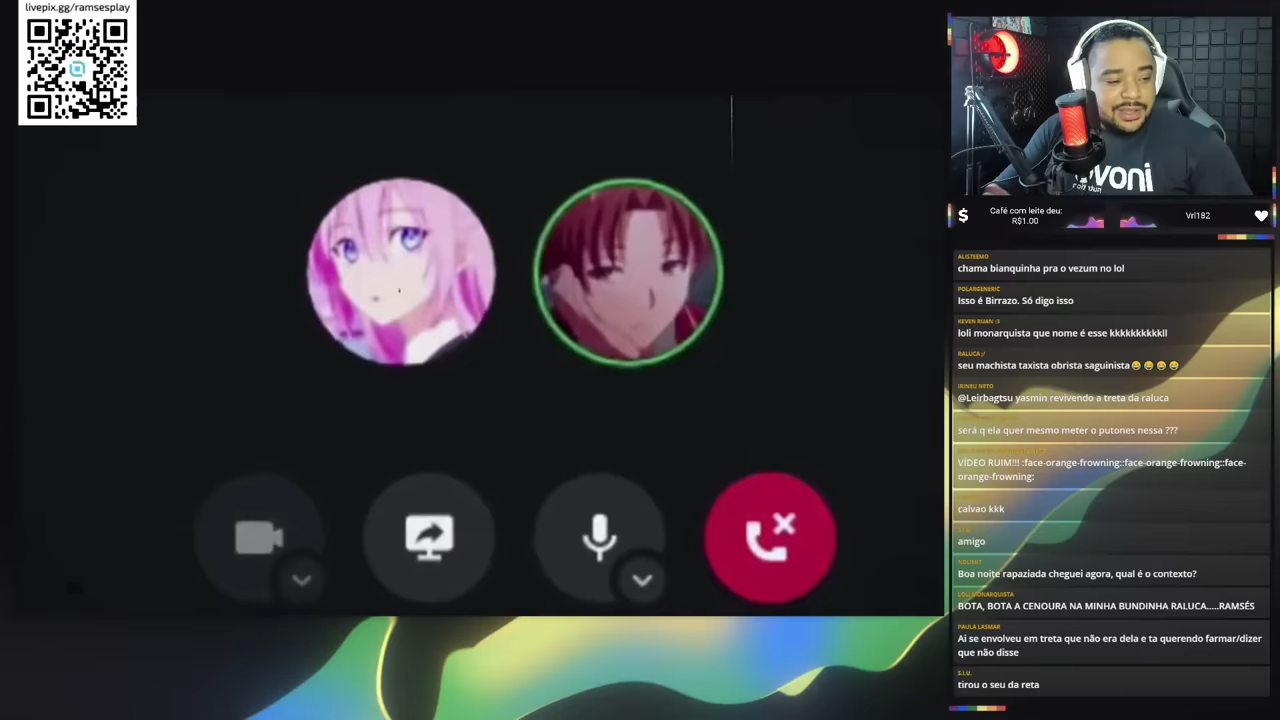 livepix.gg/ramsesplay
voni
Café com leite deu:
R$1.00
Vrl182
ALISTEEMO
chama bianquinha pra o vezum no lol
POLARGENERIC
Isso é Birrazo. Só digo isso
KEVEN RUAN :3
loli monarquista que nome é esse kkkkkkkkkkll
RALUCA ;/
seu machista taxista obrista saguinista😂 😂 😂 😂
IRINEU NETO
@Leirbagtsu yasmin revivendo a treta da raluca
será q ela quer mesmo meter o putones nessa ???
VÍDEO RUIM!!! :face-orange-frowning::face-orange-frowning::face-
orange-frowning:
calvao kkk
amigo
Boa noite rapaziada cheguei agora, qual é o contexto?
LOLI MONARQUISTA
BOTA, BOTA A CENOURA NA MINHA BUNDINHA RALUCA.....RAMSÉS
PAULA LASMAR
Ai se envolveu em treta que não era dela e ta querendo farmar/dizer
que não disse
S.I.U.
tirou o seu da reta